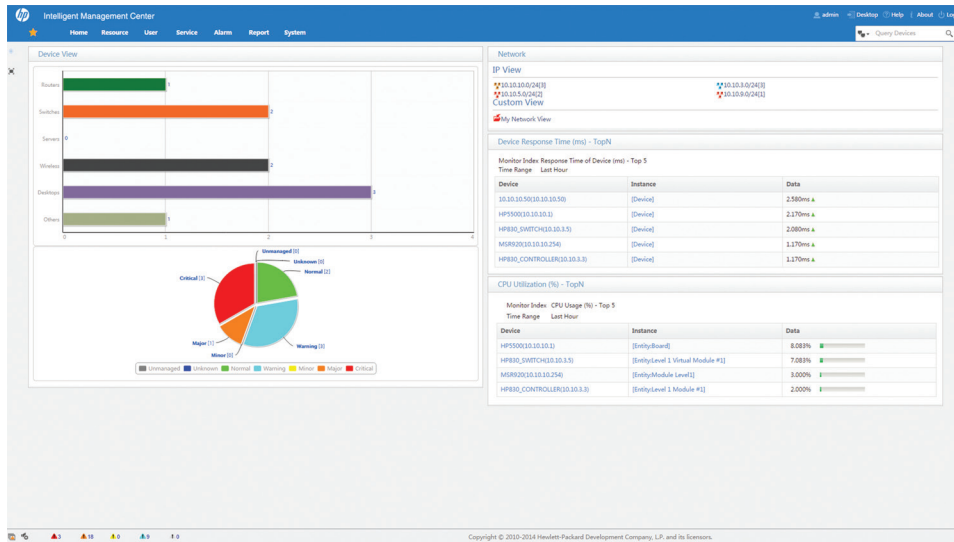 hp Intelligent Management Center
admin Desktop Help | About Lo
Home Resource User Service Alarm Report System
Query Devices
Device View
Routers 1
Switches 2
Servers 0
Wireless 2
Desktops 3
Others 1
0 1 2 3 4
Unmanaged [0]
Unknown [0]
Normal [2]
Critical [3]
Major [1]
Minor [0]
Warning [3]
Unmanaged Unknown Normal Warning Minor Major Critical
Network
IP View
10.10.10.0/24[3] 10.10.3.0/24[3]
10.10.5.0/24[2] 10.10.9.0/24[1]
Custom View
My Network View
Device Response Time (ms) - TopN
Monitor Index Response Time of Device (ms) - Top 5
Time Range Last Hour
Device Instance Data
10.10.10.50(10.10.10.50) [Device] 2.580ms
HP5500(10.10.10.1) [Device] 2.170ms
HP830_SWITCH(10.10.3.5) [Device] 2.080ms
MSR920(10.10.10.254) [Device] 1.170ms
HP830_CONTROLLER(10.10.3.3) [Device] 1.170ms
CPU Utilization (%) - TopN
Monitor Index CPU Usage (%) - Top 5
Time Range Last Hour
Device Instance Data
HP5500(10.10.10.1) [Entity:Board] 8.083%
HP830_SWITCH(10.10.3.5) [Entity:Level 1 Virtual Module #1] 7.083%
MSR920(10.10.10.254) [Entity:Module Level1] 3.000%
HP830_CONTROLLER(10.10.3.3) [Entity:Level 1 Module #1] 2.000%
3 18 0 9 0
Copyright © 2010-2014 Hewlett-Packard Development Company, L.P. and its licensors.